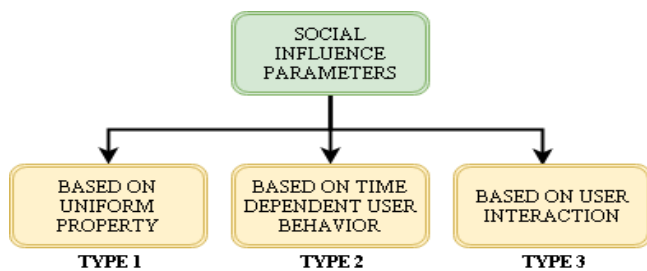 SOCIAL
INFLUENCE
PARAMETERS
BASED ON
UNIFORM
PROPERTY
BASED ON TIME
DEPENDENT USER
BEHAVIOR
BASED ON USER
INTERACTION
TYPE 1
TYPE 2
TYPE 3